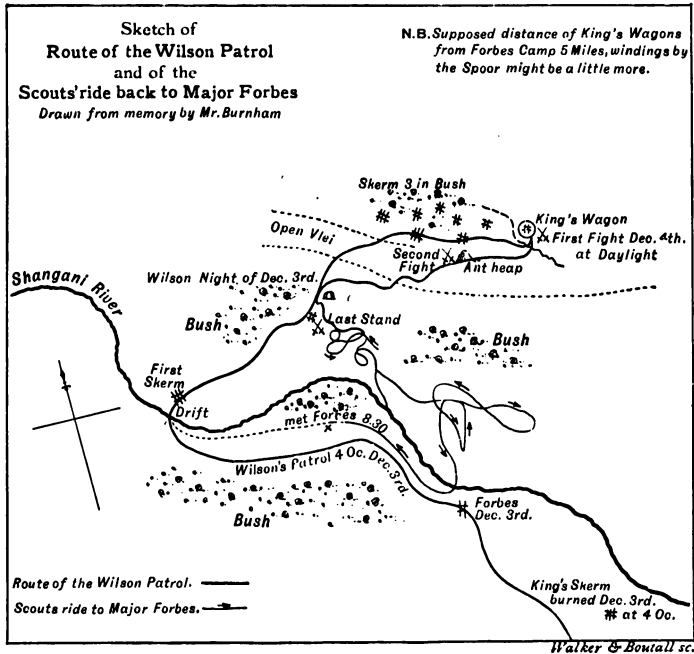 Sketch of
Route of the Wilson Patrol
and of the
Scouts' ride back to Major Forbes
Drawn from memory by Mr. Burnham
N.B. Supposed distance of King's Wagons
from Forbes Camp 5 Miles, windings by
the Spoor might be a little more.
Skerm 3 in Bush
King's Wagon
First Fight Dec. 4th.
at Daylight
Open Vlei
Second
Fight
Ant heap
Wilson Night of Dec. 3rd.
Shangani River
Bush
Last Stand
Bush
First
Skerm
Drift
met Forbes 8.30
Wilson's Patrol 4 Oc. Dec. 3rd.
Bush
Forbes
Dec. 3rd.
King's Skerm
burned Dec. 3rd.
at 4 Oc.
Route of the Wilson Patrol.
Scouts ride to Major Forbes.
Walker & Boutall sc.